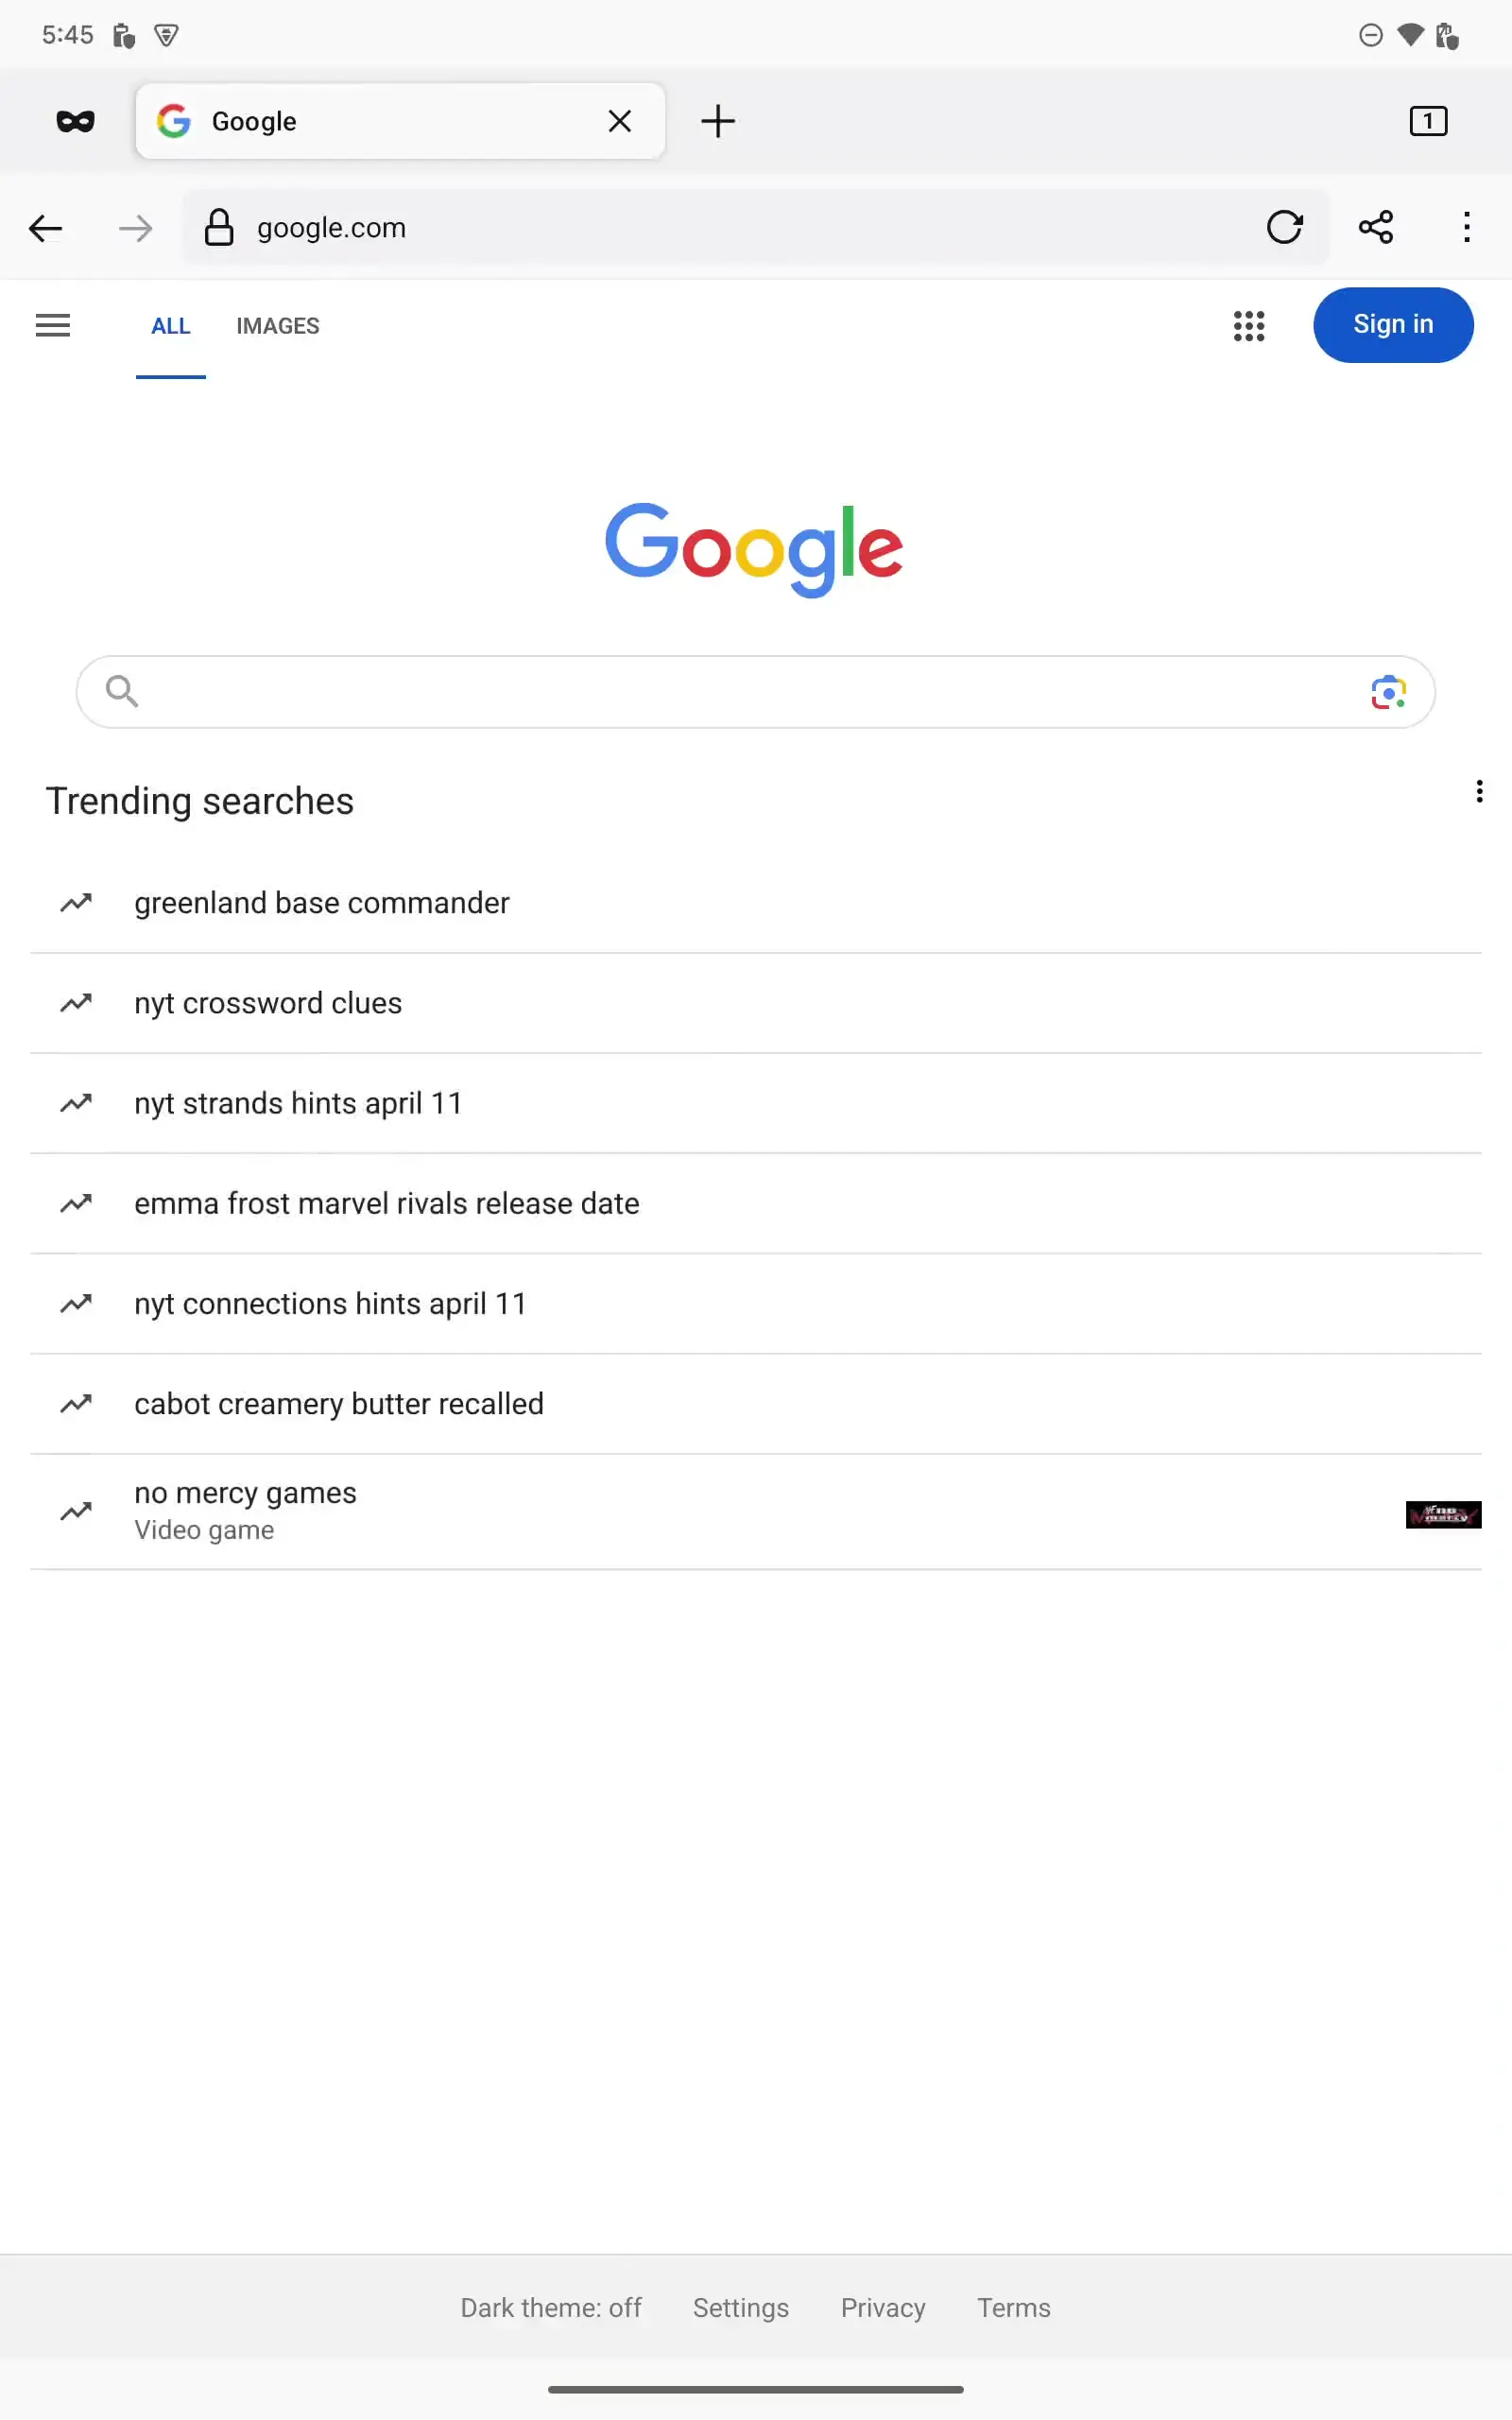 5:45
Google
1
google.com
ALL IMAGES
Sign in
Google
Trending searches
greenland base commander
nyt crossword clues
nyt strands hints april 11
emma frost marvel rivals release date
nyt connections hints april 11
cabot creamery butter recalled
no mercy games
Video game
Dark theme: off Settings Privacy Terms